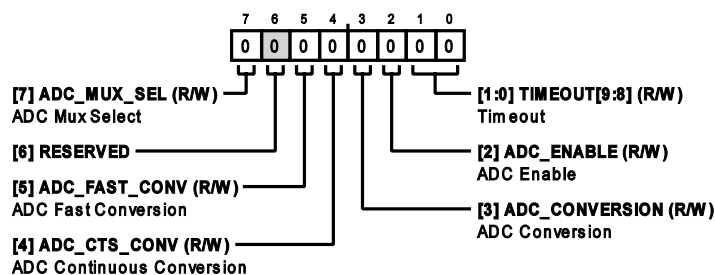 7 6 5 4 3 2 1 0
0 0 0 0 0 0 0 0
[7] ADC_MUX_SEL (R/W)
ADC Mux Select
[6] RESERVED
[5] ADC_FAST_CONV (R/W)
ADC Fast Conversion
[4] ADC_CTS_CONV (R/W)
ADC Continuous Conversion
[1:0] TIMEOUT[9:8] (R/W)
Timeout
[2] ADC_ENABLE (R/W)
ADC Enable
[3] ADC_CONVERSION (R/W)
ADC Conversion